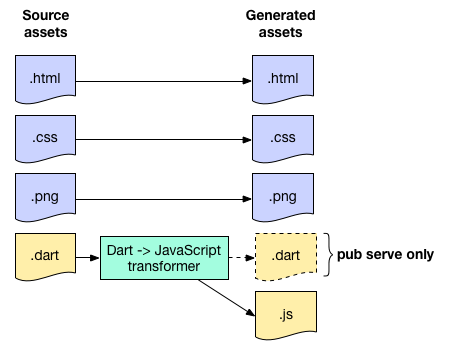 Source
assets
Generated
assets
.html
.html
.css
.css
.png
.png
.dart
Dart -> JavaScript
transformer
.dart
pub serve only
.js